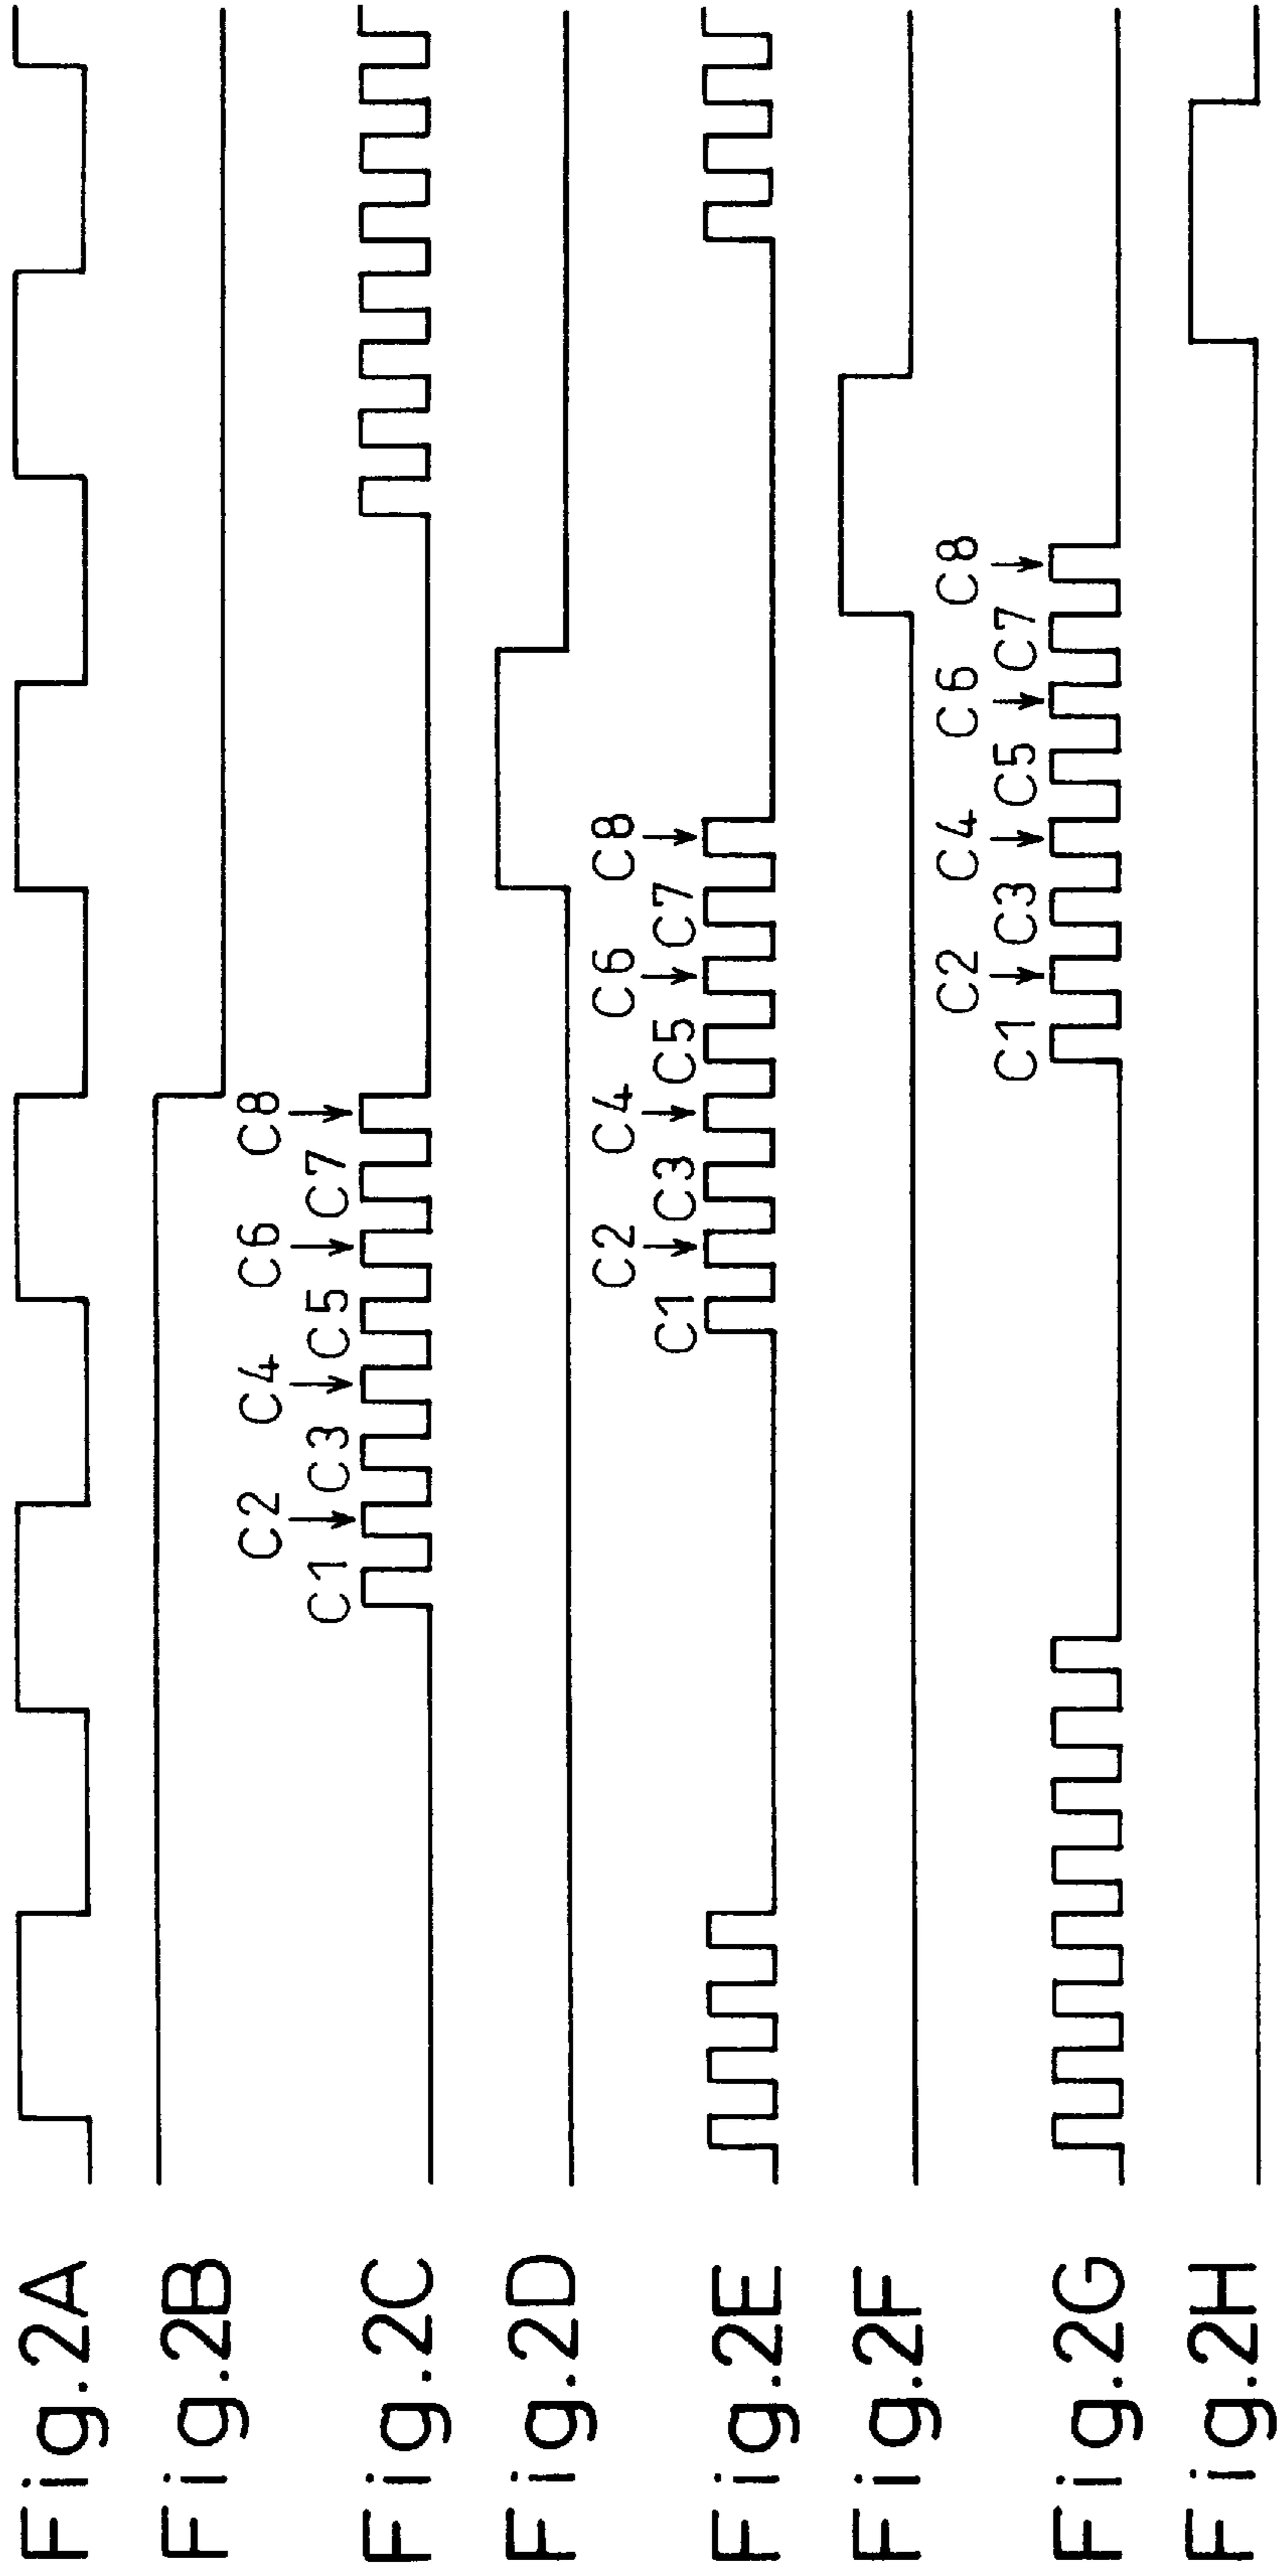 Fig.2A
Fig.2B
C2 C4 C6 C8
C1 C3 C5 C7
Fig.2C
Fig.2D
C2 C4 C6 C8
C1 C3 C5 C7
Fig.2E
Fig.2F
C2 C4 C6 C8
C1 C3 C5 C7
Fig.2G
Fig.2H